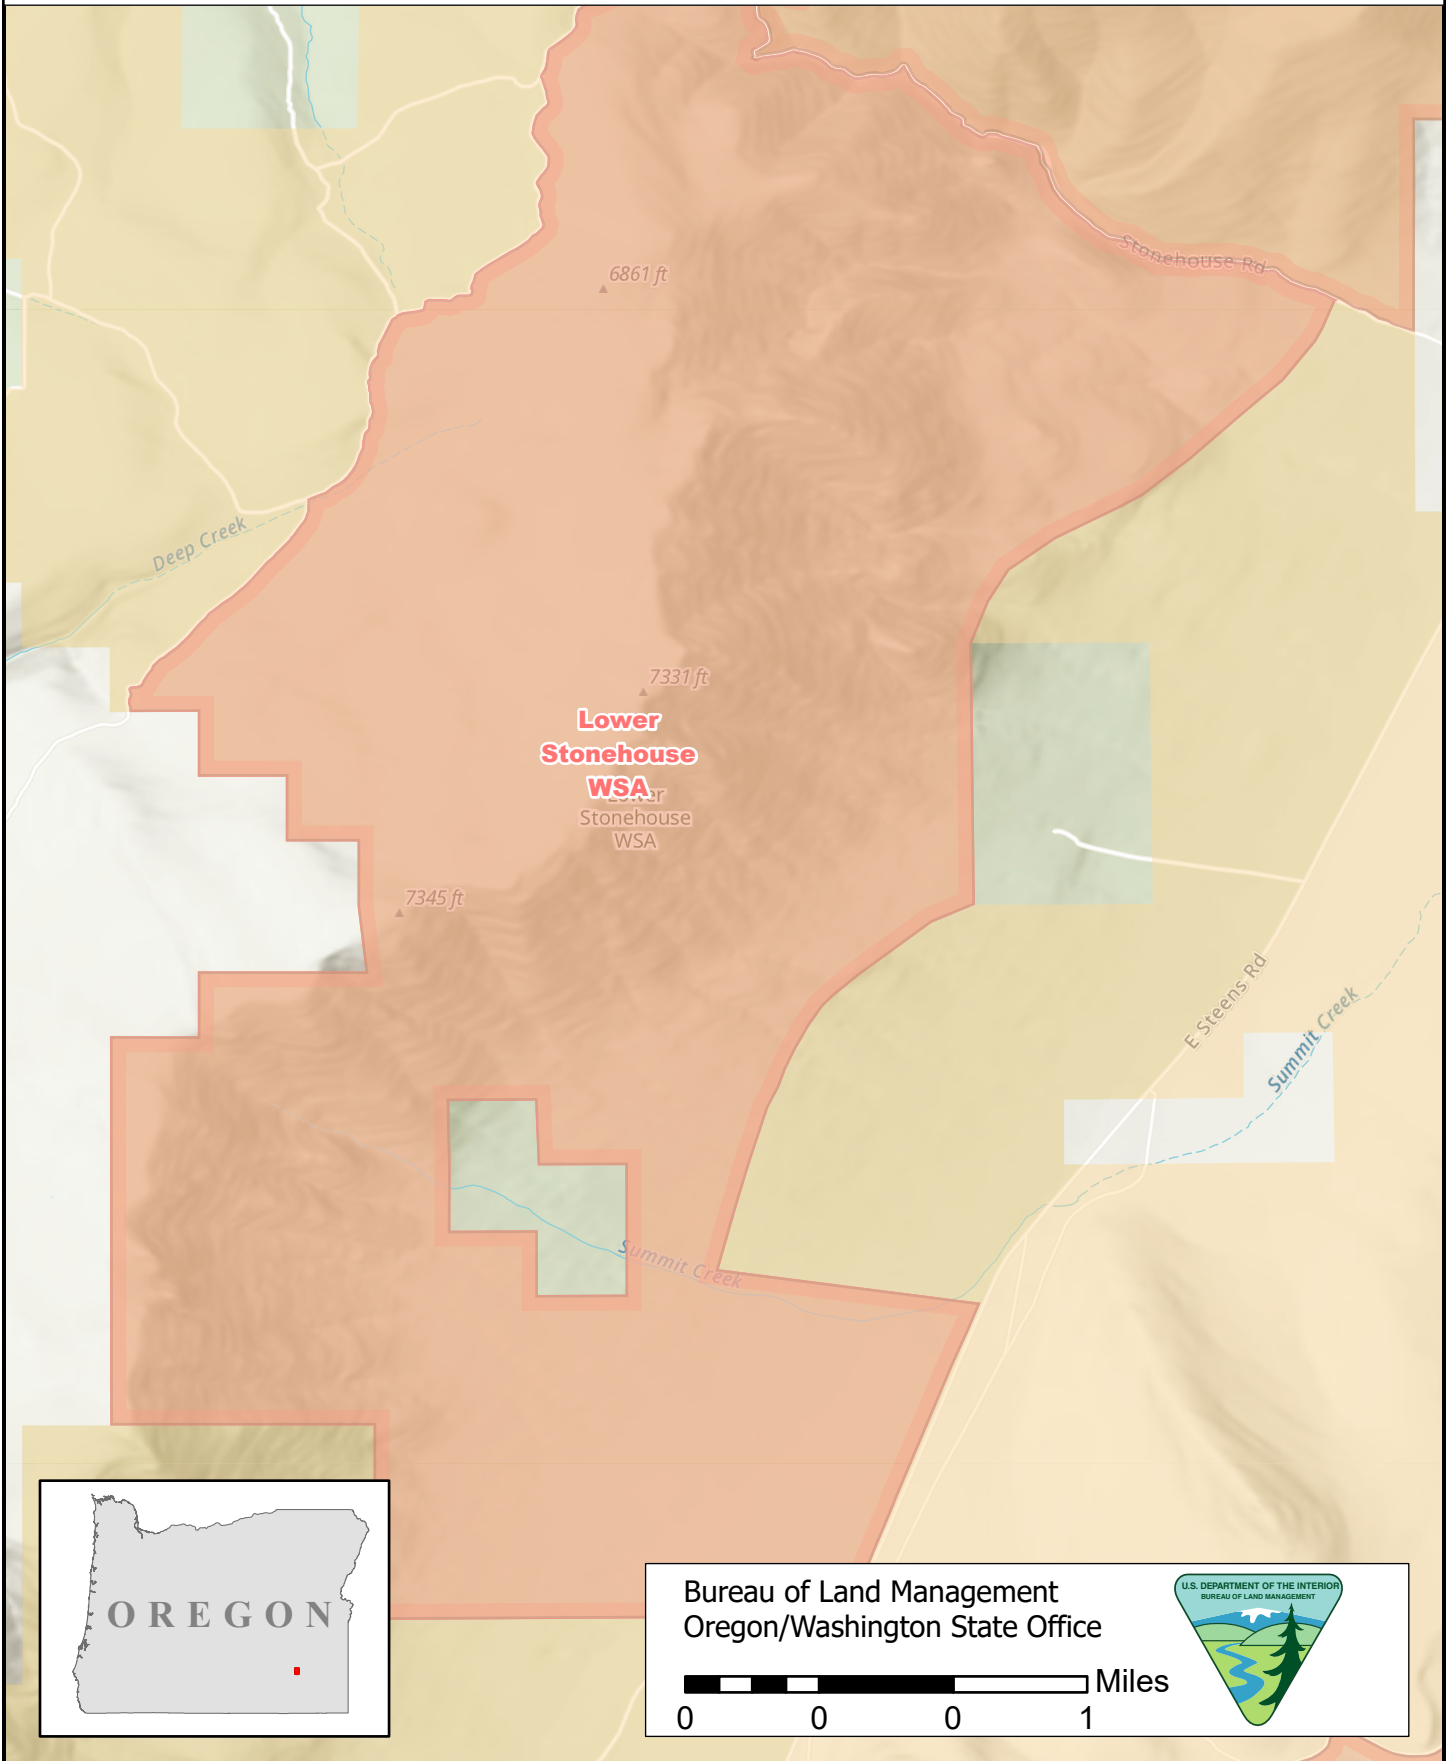 Stonehouse Rd
6861 ft
Deep Creek
7331 ft
Lower
Stonehouse
WSA
Lower
Stonehouse
WSA
7345 ft
E Steens Rd
Summit Creek
Summit Creek
OREGON
Bureau of Land Management
Oregon/Washington State Office
Miles
0 0 0 1
U.S. DEPARTMENT OF THE INTERIOR
BUREAU OF LAND MANAGEMENT